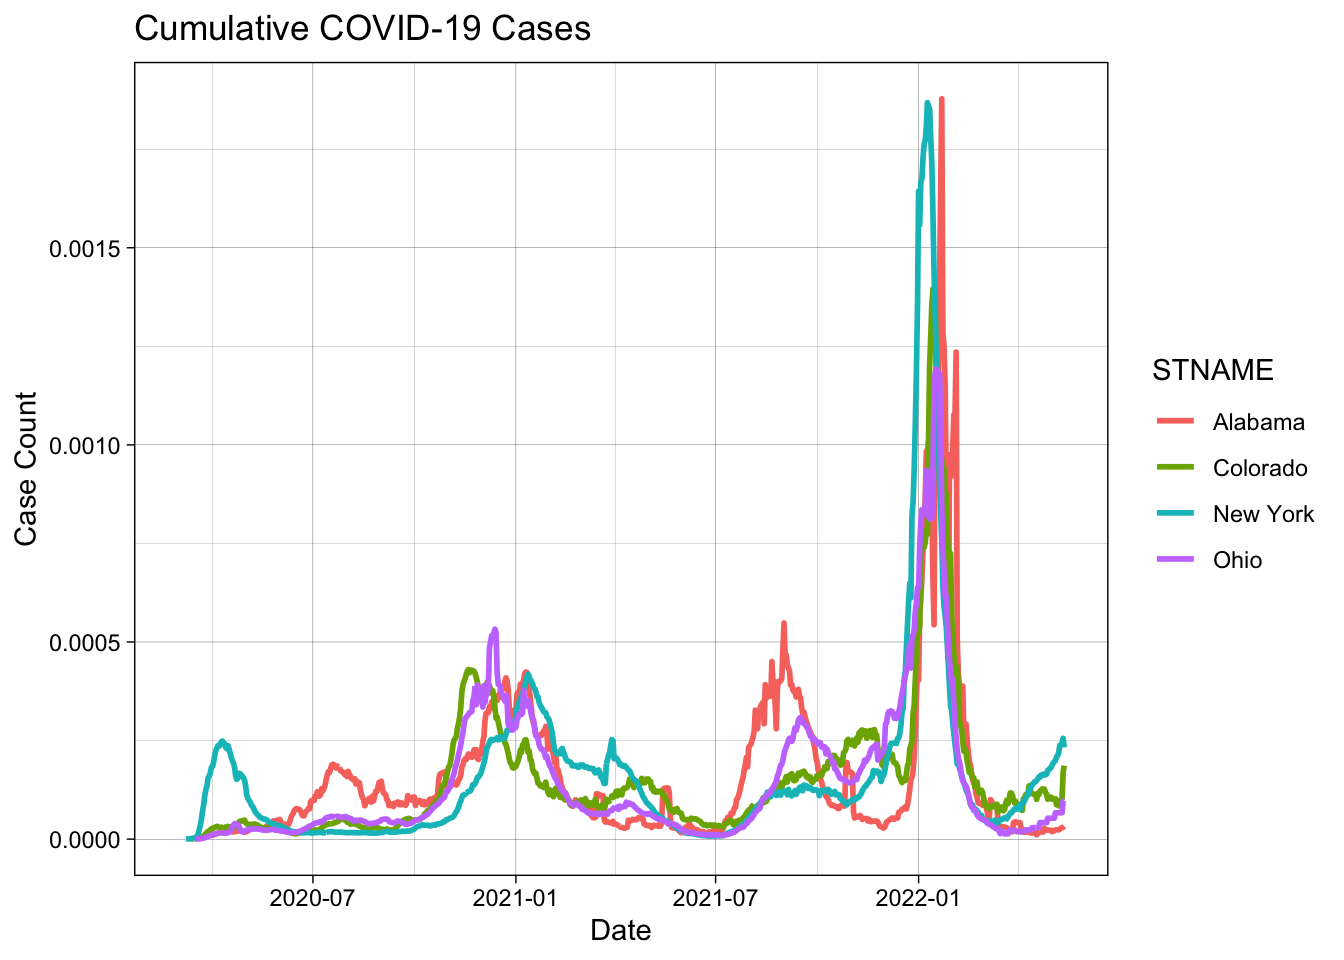 Cumulative COVID-19 Cases
Case Count
0.0015
0.0010
0.0005
0.0000
2020-07
2021-01
2021-07
2022-01
Date
STNAME
Alabama
Colorado
New York
Ohio